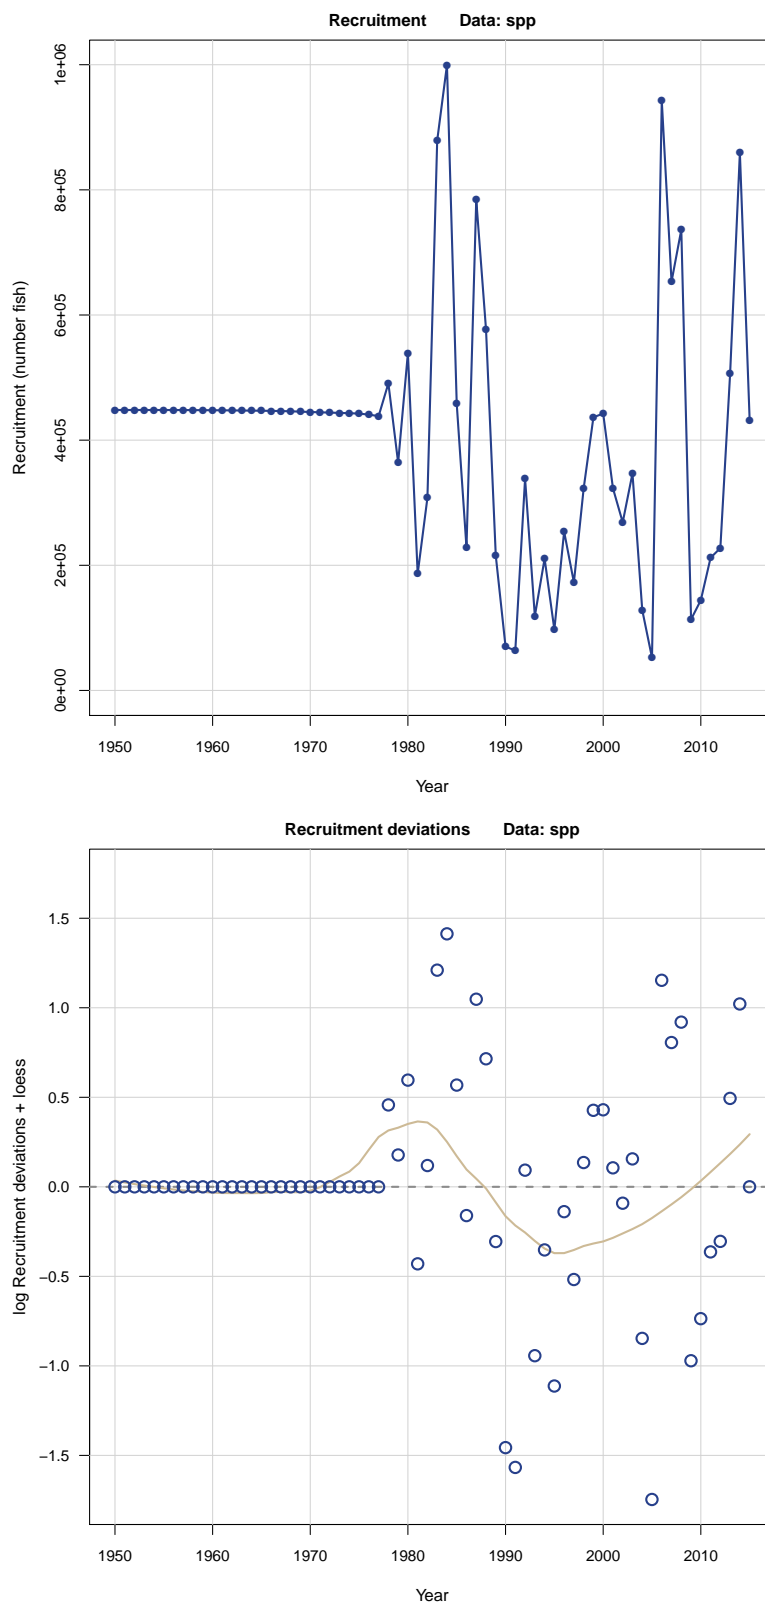 Recruitment Data: spp
1e+06
8e+05
6e+05
4e+05
2e+05
0e+00
Recruitment (number fish)
1950 1960 1970 1980 1990 2000 2010
Year
Recruitment deviations Data: spp
1.5
1.0
0.5
0.0
−0.5
−1.0
−1.5
log Recruitment deviations + loess
1950 1960 1970 1980 1990 2000 2010
Year